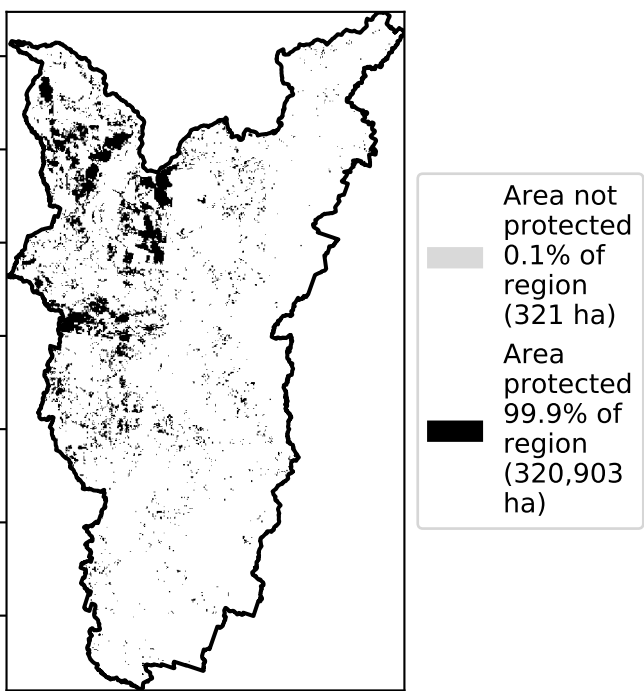 Area not
protected
0.1% of
region
(321 ha)
Area
protected
99.9% of
region
(320,903
ha)